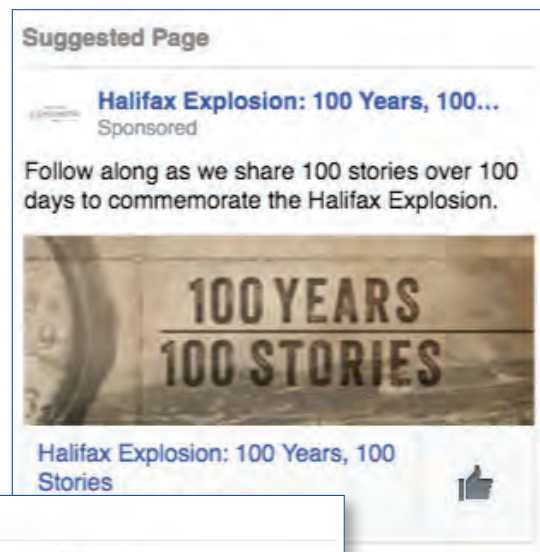 Suggested Page
Halifax Explosion: 100 Years, 100...
Sponsored
Follow along as we share 100 stories over 100
days to commemorate the Halifax Explosion.
100 YEARS
100 STORIES
Halifax Explosion: 100 Years, 100
Stories